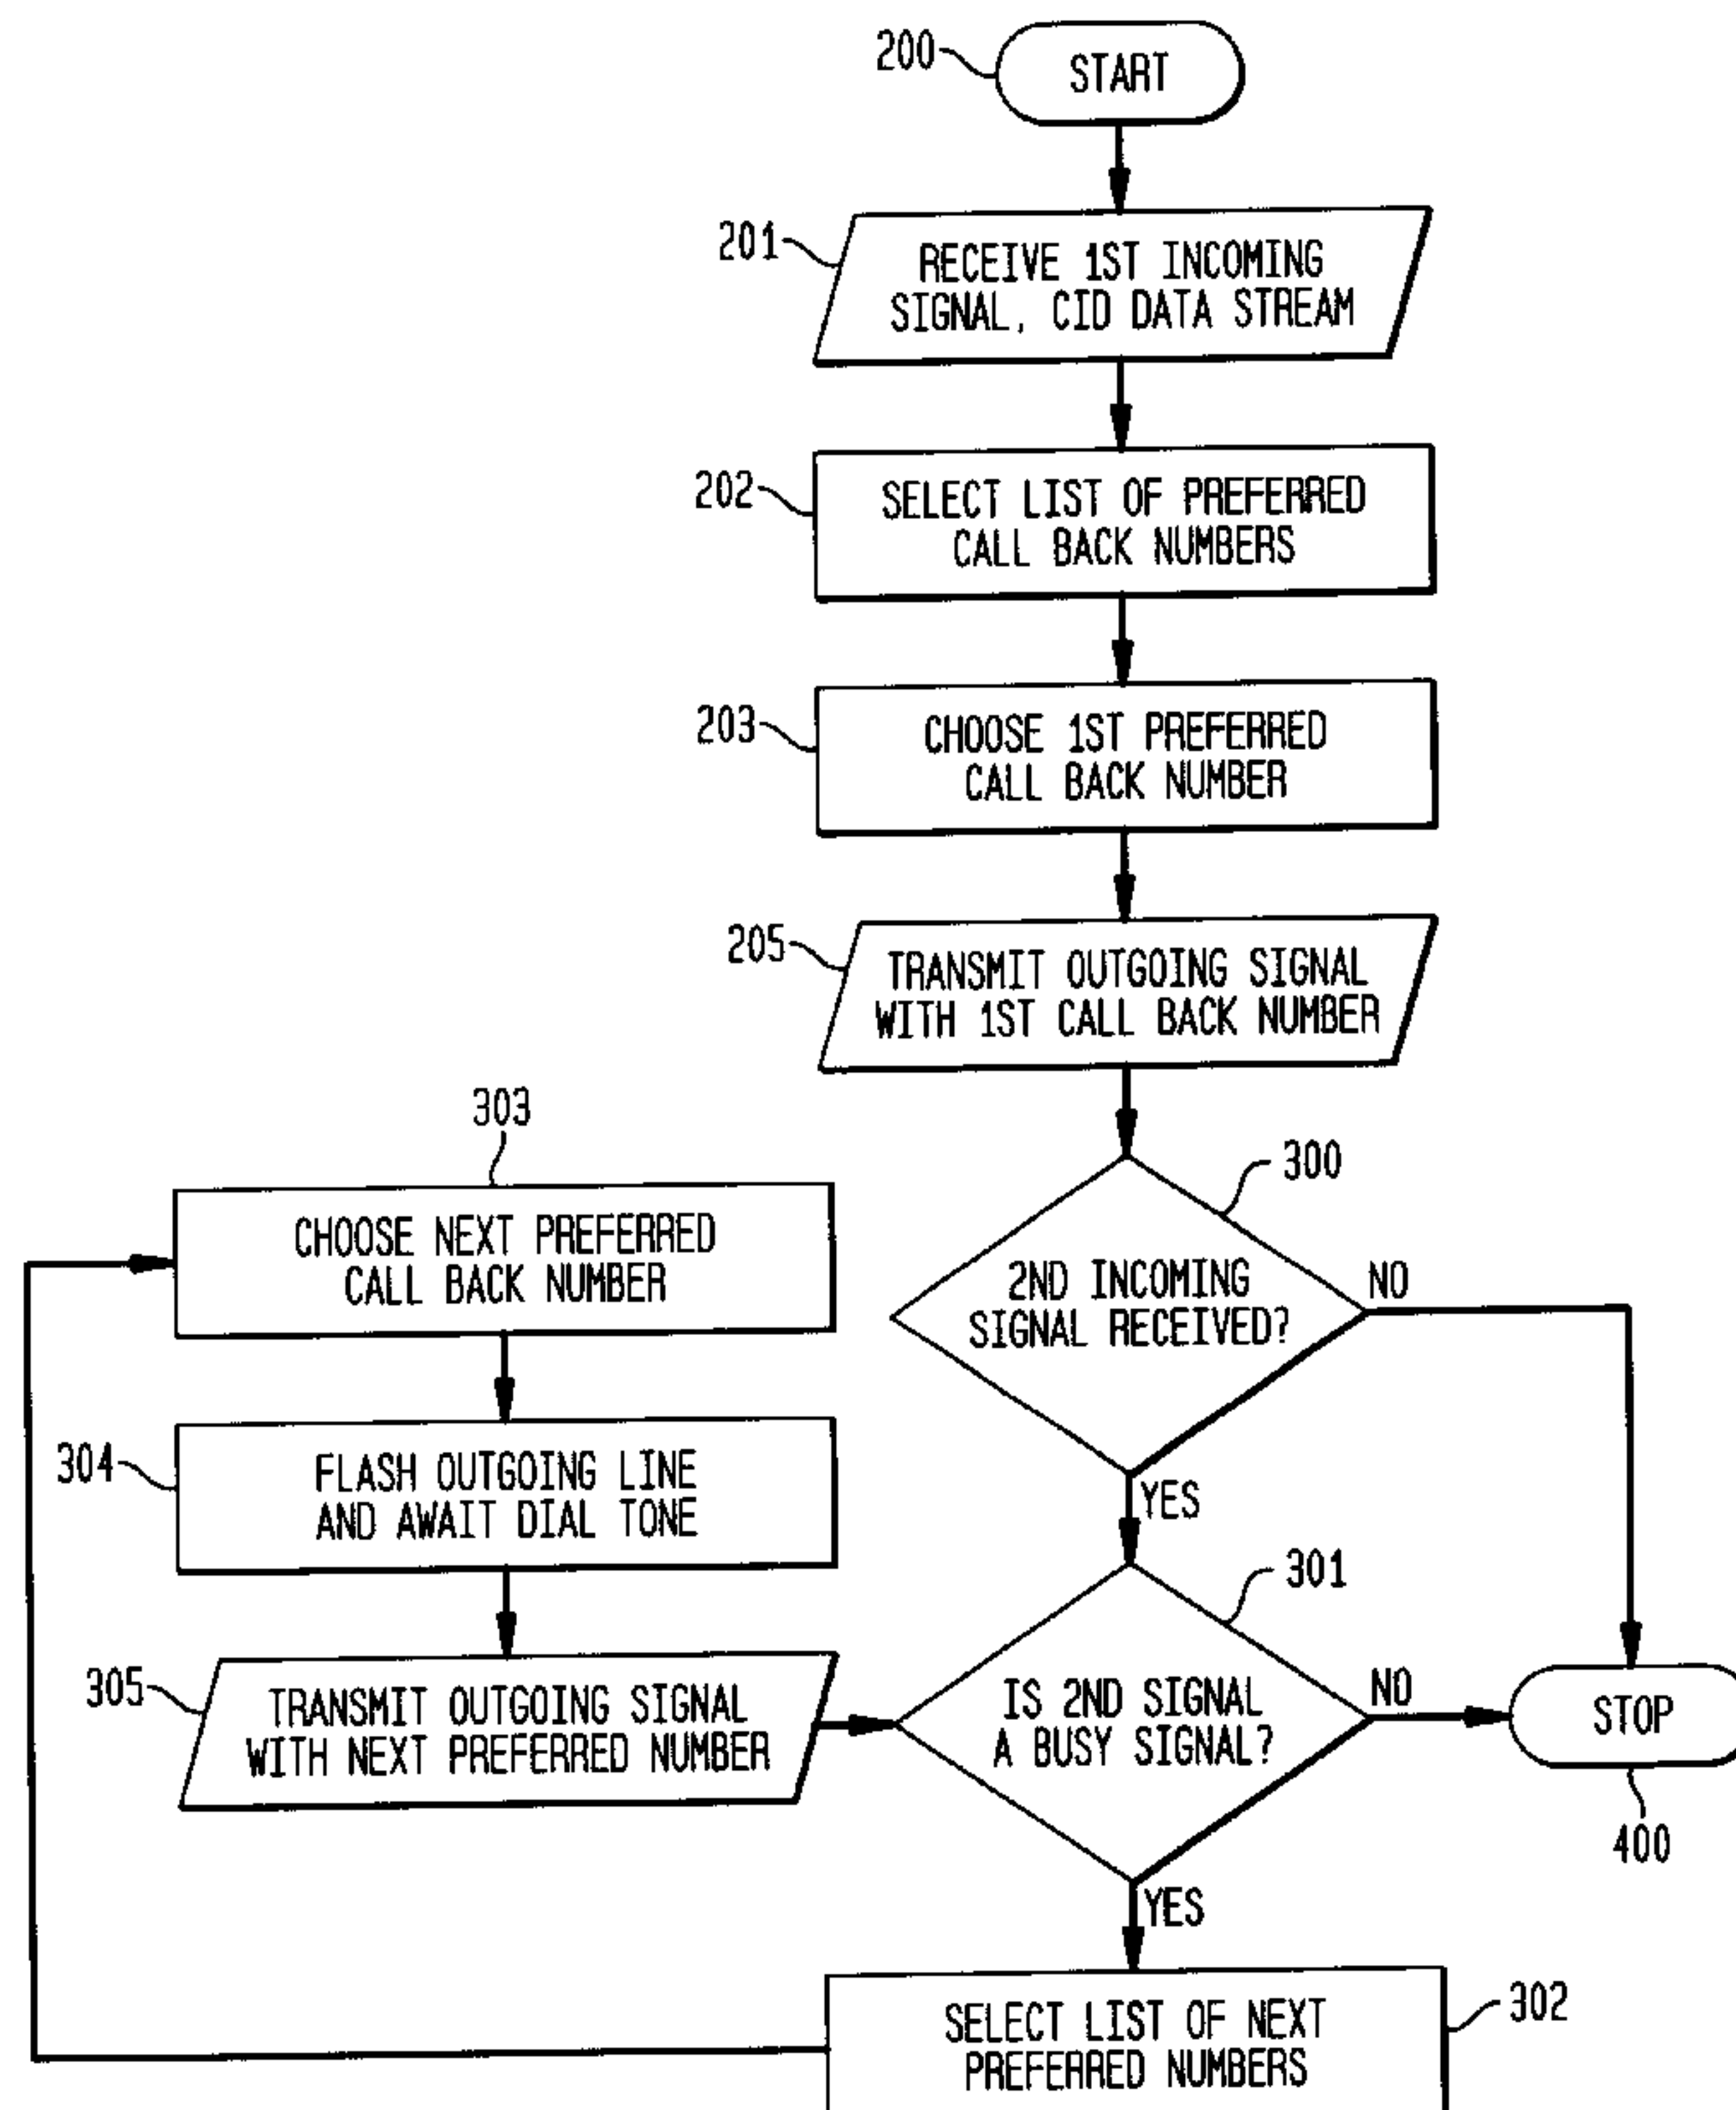 200
START
201
RECEIVE 1ST INCOMING
SIGNAL, CID DATA STREAM
202
SELECT LIST OF PREFERRED
CALL BACK NUMBERS
203
CHOOSE 1ST PREFERRED
CALL BACK NUMBER
205
TRANSMIT OUTGOING SIGNAL
WITH 1ST CALL BACK NUMBER
300
2ND INCOMING
SIGNAL RECEIVED?
NO
YES
301
IS 2ND SIGNAL
A BUSY SIGNAL?
NO
STOP
400
YES
302
SELECT LIST OF NEXT
PREFERRED NUMBERS
303
CHOOSE NEXT PREFERRED
CALL BACK NUMBER
304
FLASH OUTGOING LINE
AND AWAIT DIAL TONE
305
TRANSMIT OUTGOING SIGNAL
WITH NEXT PREFERRED NUMBER